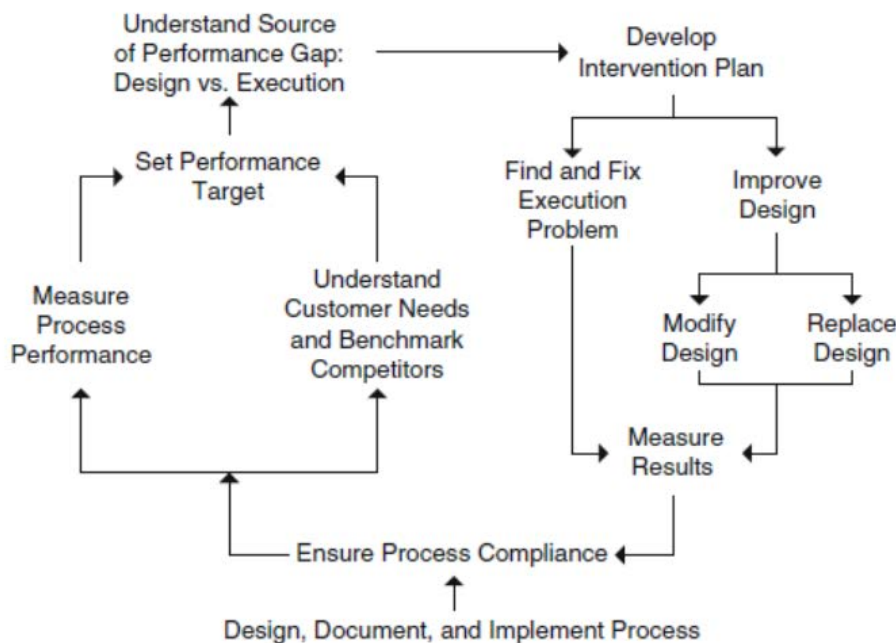 Understand Source
of Performance Gap:
Design vs. Execution
Develop
Intervention Plan
Set Performance
Target
Find and Fix
Execution
Problem
Improve
Design
Measure
Process
Performance
Understand
Customer Needs
and Benchmark
Competitors
Modify
Design
Replace
Design
Measure
Results
Ensure Process Compliance
Design, Document, and Implement Process